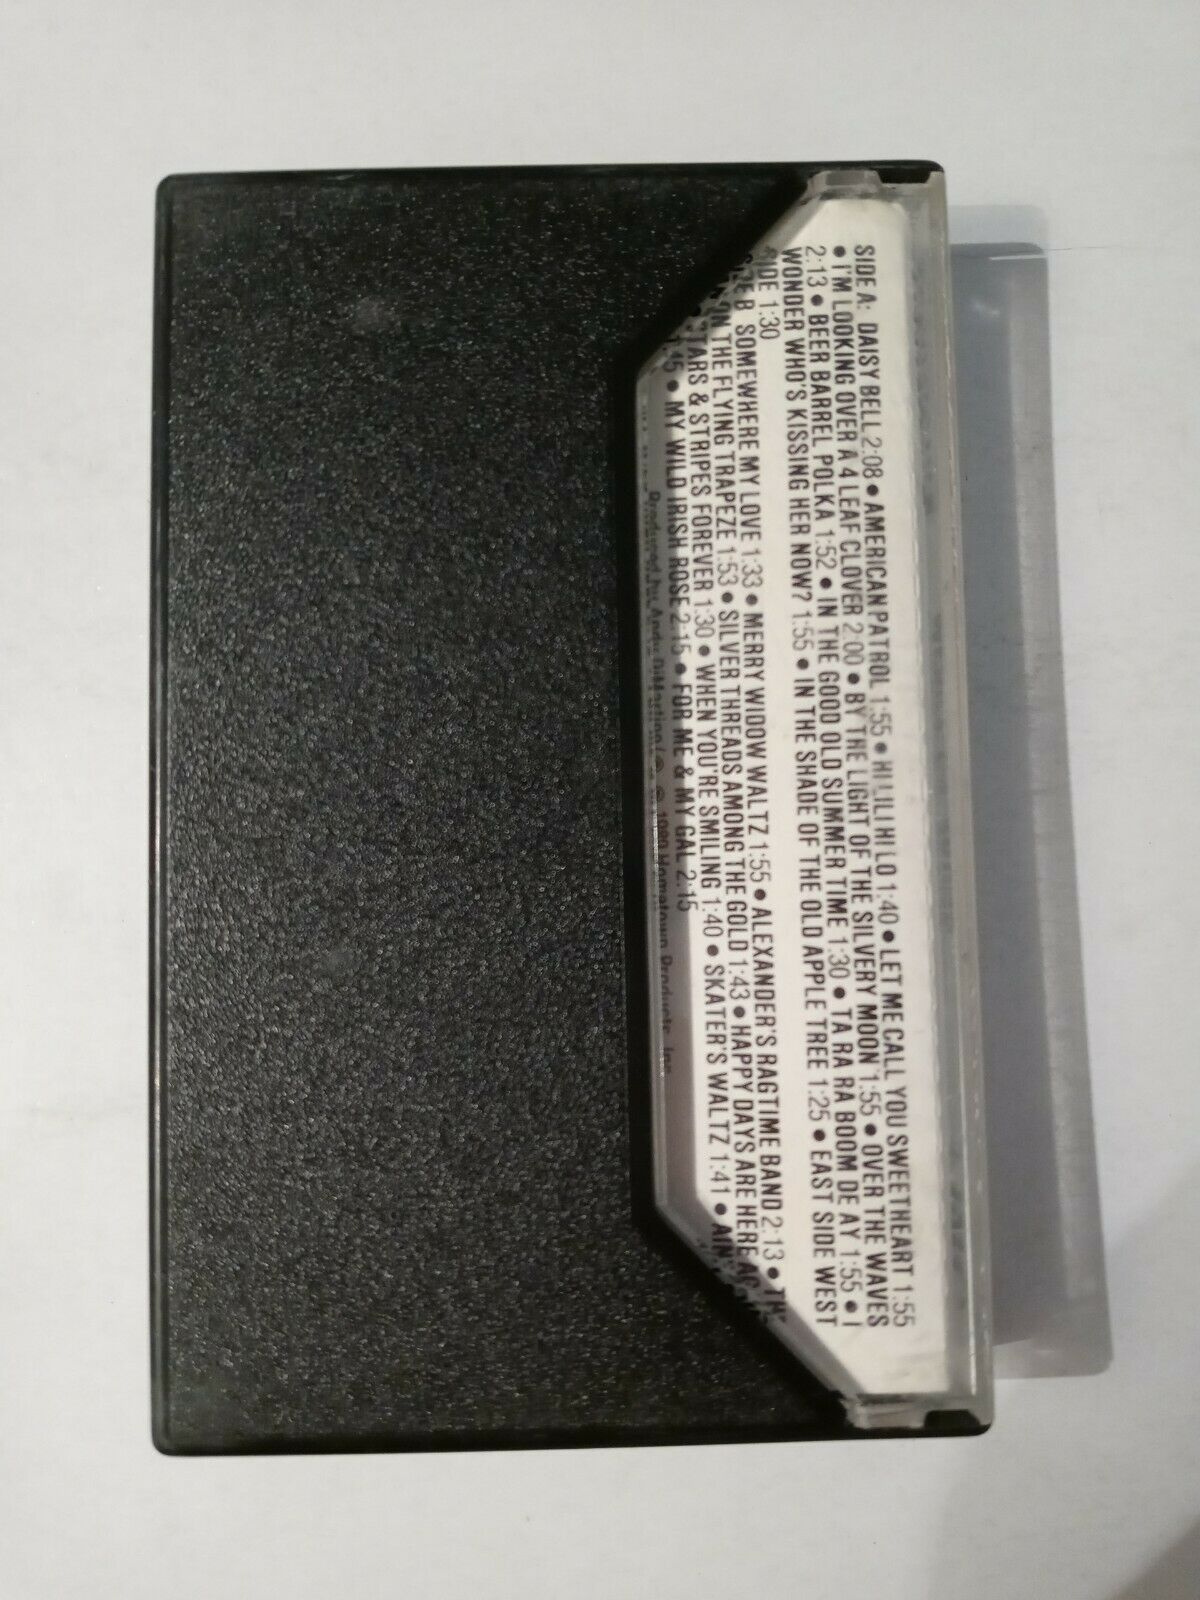 SIDE A: DAISY BELL 2:08 • AMERICAN PATROL 1:55 • HI LILI HI LO 1:40 • LET ME CALL YOU SWEETHEART 1:55
• I'M LOOKING OVER A 4 LEAF CLOVER 2:00 • BY THE LIGHT OF THE SILVERY MOON 1:55 • OVER THE WAVES
2:13 • BEER BARREL POLKA 1:52 • IN THE GOOD OLD SUMMER TIME 1:30 • TA RA RA BOOM DE AY 1:55 • I
WONDER WHO'S KISSING HER NOW? 1:55 • IN THE SHADE OF THE OLD APPLE TREE 1:25 • EAST SIDE WEST
SIDE 1:30
B SOMEWHERE MY LOVE 1:33 • MERRY WIDOW WALTZ 1:55 • ALEXANDER'S RAGTIME BAND 2:13 •
ON THE FLYING TRAPEZE 1:53 • SILVER THREADS AMONG THE GOLD 1:43 • HAPPY DAYS ARE HERE
STARS & STRIPES FOREVER 1:30 • WHEN YOU'RE SMILING 1:40 • SKATER'S WALTZ 1:41 •
• MY WILD IRISH ROSE 2:15 • FOR ME & MY GAL 2:15
Produced by: Andy DiMartino/℗ © Hometown Products, Inc.